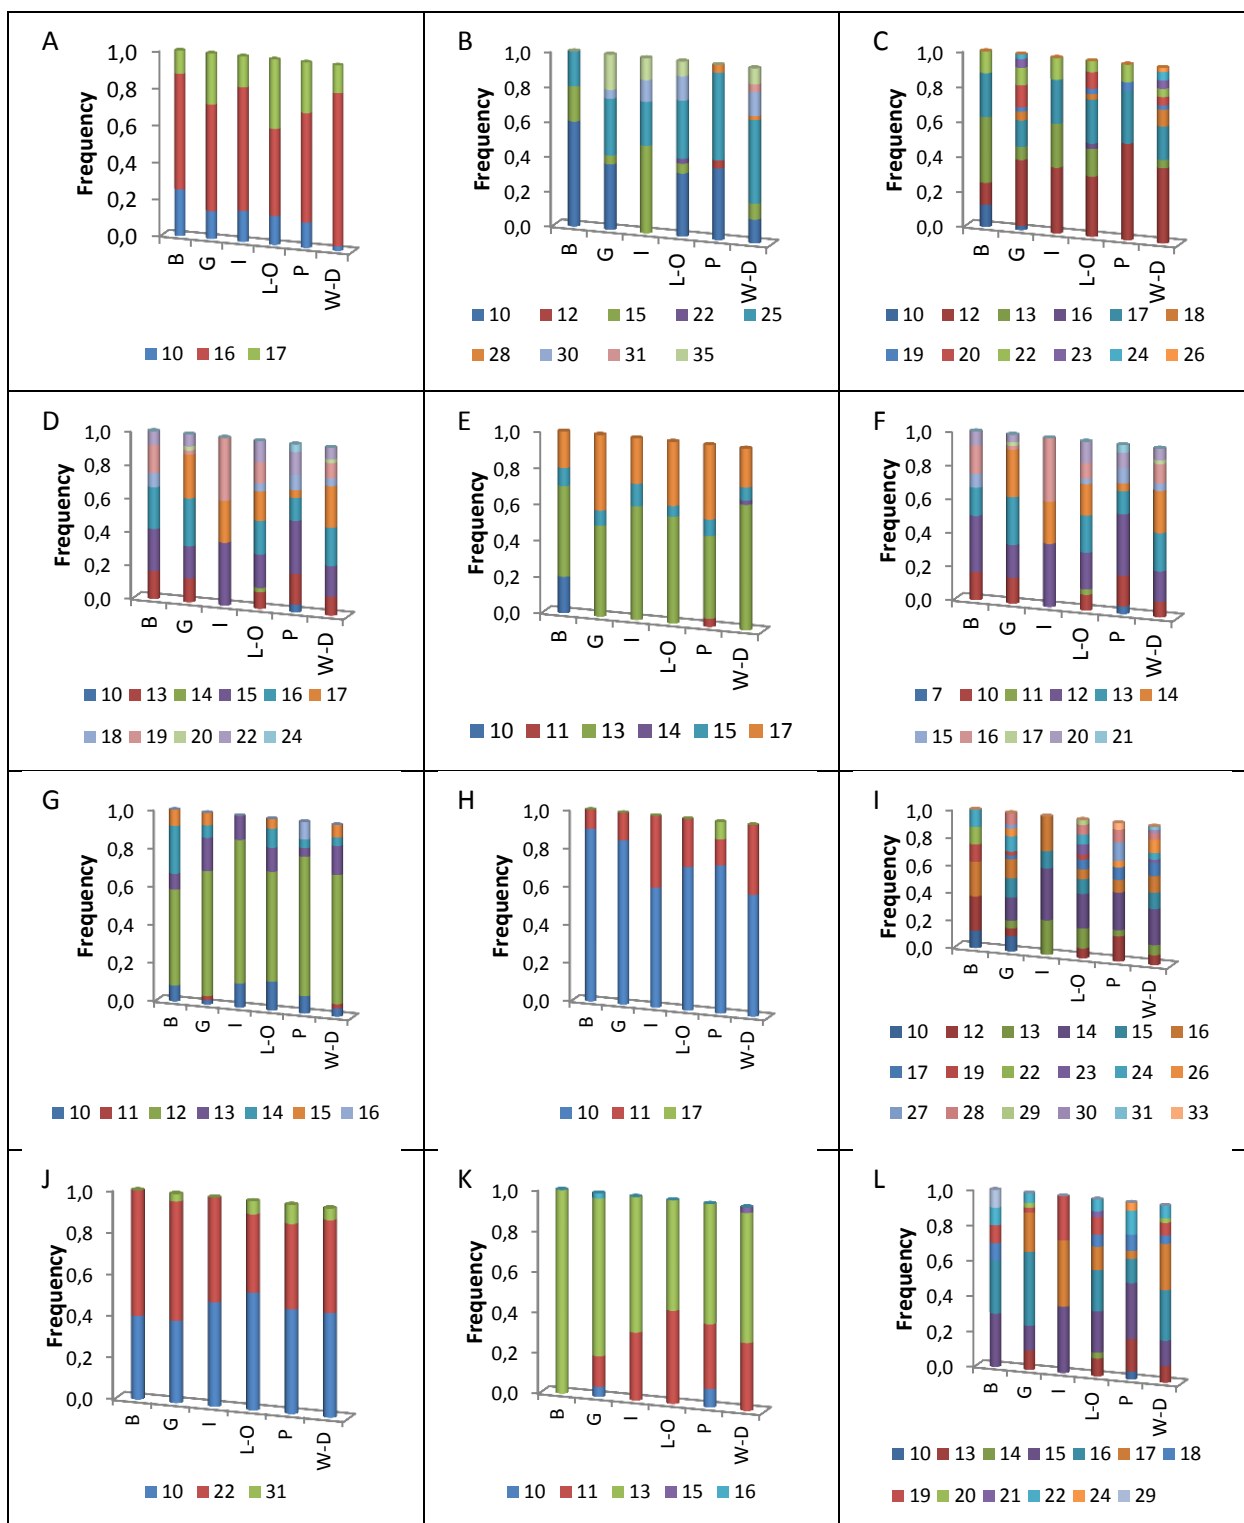 A
Frequency
1,0
0,8
0,6
0,4
0,2
0,0
B G I L-O P W-D
10 16 17
B
Frequency
1,0
0,8
0,6
0,4
0,2
0,0
B G I L-O P W-D
10 12 15 22 25
28 30 31 35
C
Frequency
1,0
0,8
0,6
0,4
0,2
0,0
B G I L-O P W-D
10 12 13 16 17 18
19 20 22 23 24 26
D
Frequency
1,0
0,8
0,6
0,4
0,2
0,0
B G I L-O P W-D
10 13 14 15 16 17
18 19 20 22 24
E
Frequency
1,0
0,8
0,6
0,4
0,2
0,0
B G I L-O P W-D
10 11 13 14 15 17
F
Frequency
1,0
0,8
0,6
0,4
0,2
0,0
B G I L-O P W-D
7 10 11 12 13 14
15 16 17 20 21
G
Frequency
1,0
0,8
0,6
0,4
0,2
0,0
B G I L-O P W-D
10 11 12 13 14 15 16
H
Frequency
1,0
0,8
0,6
0,4
0,2
0,0
B G I L-O P W-D
10 11 17
I
Frequency
1,0
0,8
0,6
0,4
0,2
0,0
B G I L-O P W-D
10 12 13 14 15 16
17 19 22 23 24 26
27 28 29 30 31 33
J
Frequency
1,0
0,8
0,6
0,4
0,2
0,0
B G I L-O P W-D
10 22 31
K
Frequency
1,0
0,8
0,6
0,4
0,2
0,0
B G I L-O P W-D
10 11 13 15 16
L
Frequency
1,0
0,8
0,6
0,4
0,2
0,0
B G I L-O P W-D
10 13 14 15 16 17 18
19 20 21 22 24 29